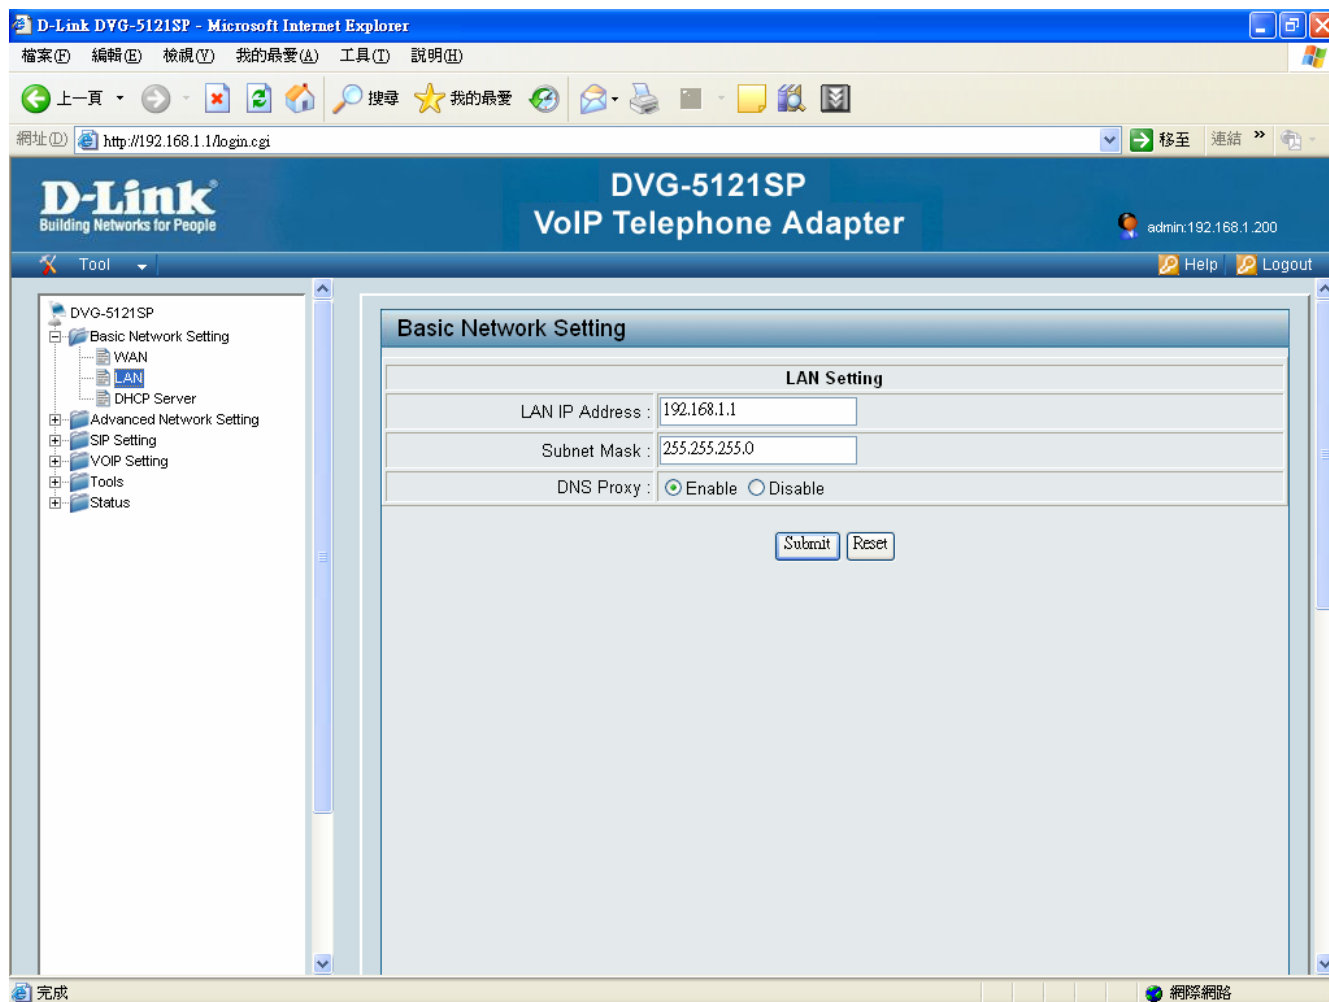 D-Link DVG-5121SP - Microsoft Internet Explorer
檔案(F) 編輯(E) 檢視(V) 我的最愛(A) 工具(T) 說明(H)
上一頁 搜尋 我的最愛
網址(D) http://192.168.1.1/login.cgi 移至 連結 »
D-Link
Building Networks for People
DVG-5121SP
VoIP Telephone Adapter
admin:192.168.1.200
Tool Help Logout
DVG-5121SP
Basic Network Setting
WAN
LAN
DHCP Server
Advanced Network Setting
SIP Setting
VOIP Setting
Tools
Status
Basic Network Setting
LAN Setting
LAN IP Address : 192.168.1.1
Subnet Mask : 255.255.255.0
DNS Proxy : Enable Disable
Submit Reset
完成 網際網路